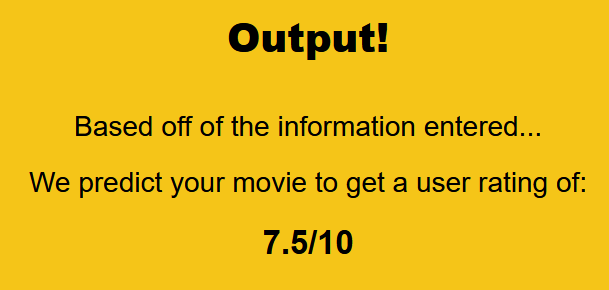 Output!
Based off of the information entered...
We predict your movie to get a user rating of:
7.5/10